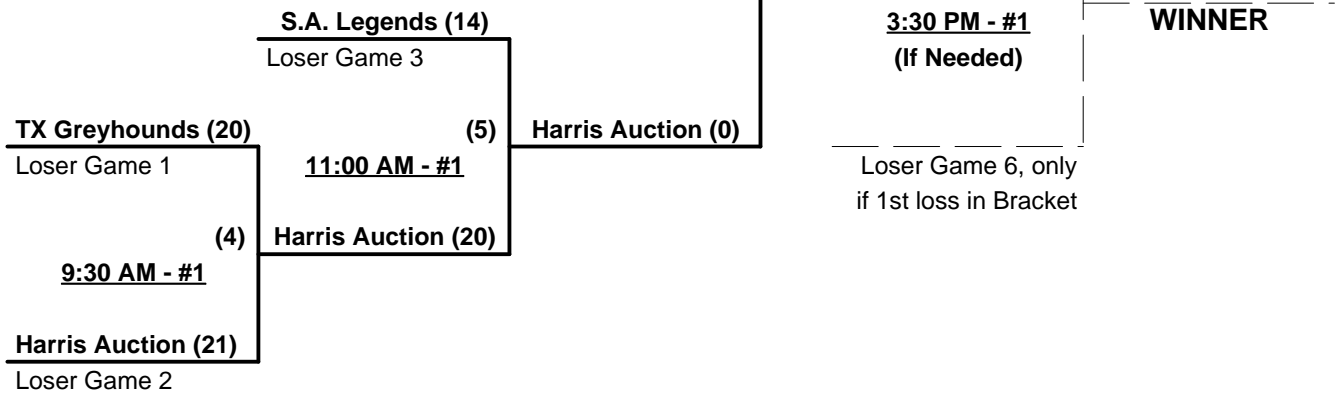 S.A. Legends (14)
Loser Game 3
3:30 PM - #1
(If Needed)
WINNER
TX Greyhounds (20)
Loser Game 1
(5)
11:00 AM - #1
Harris Auction (0)
Loser Game 6, only
if 1st loss in Bracket
(4)
9:30 AM - #1
Harris Auction (20)
Harris Auction (21)
Loser Game 2